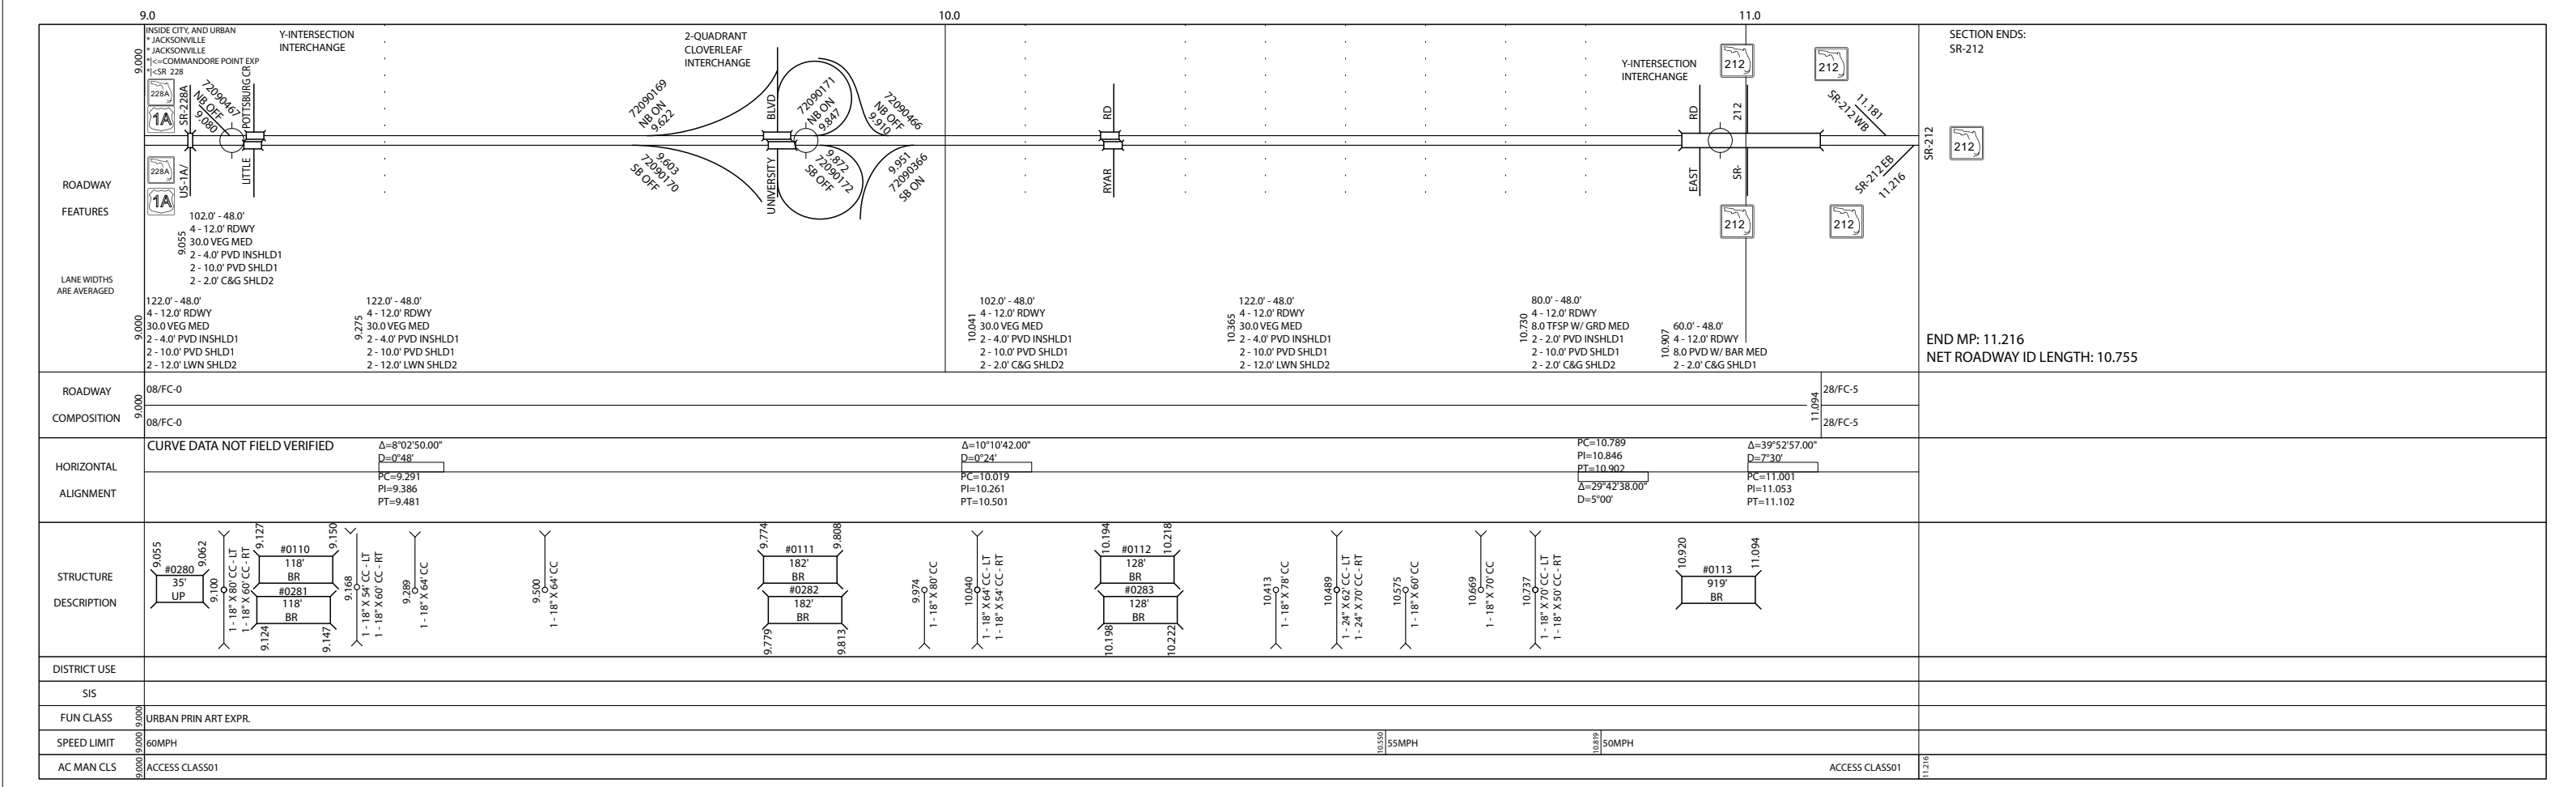 9.0
10.0
11.0
9.000
INSIDE CITY, AND URBAN
* JACKSONVILLE
* JACKSONVILLE
*|<=COMMANDORE POINT EXP
*|<SR 228
Y-INTERSECTION
INTERCHANGE
2-QUADRANT
CLOVERLEAF
INTERCHANGE
Y-INTERSECTION
INTERCHANGE
SECTION ENDS:
SR-212
228A
1A
228A
1A
US-1A/ SR-228A
72090467
NB OFF
9.080
LITTLE POTTSBURG CR
72090169
NB ON
9.622
9.603
72090170
SB OFF
UNIVERSITY BLVD
72090171
NB ON
9.847
9.872
72090172
SB OFF
72090466
NB OFF
9.910
9.951
72090366
SB ON
RYAR RD
EAST RD
SR- 212
212
212
212
212
11.181
SR-212 WB
SR-212 EB
11.216
SR-212
212
ROADWAY
FEATURES
LANE WIDTHS
ARE AVERAGED
9.055
102.0' - 48.0'
4 - 12.0' RDWY
30.0 VEG MED
2 - 4.0' PVD INSHLD1
2 - 10.0' PVD SHLD1
2 - 2.0' C&G SHLD2
9.000
122.0' - 48.0'
4 - 12.0' RDWY
30.0 VEG MED
2 - 4.0' PVD INSHLD1
2 - 10.0' PVD SHLD1
2 - 12.0' LWN SHLD2
9.275
122.0' - 48.0'
4 - 12.0' RDWY
30.0 VEG MED
2 - 4.0' PVD INSHLD1
2 - 10.0' PVD SHLD1
2 - 12.0' LWN SHLD2
10.041
102.0' - 48.0'
4 - 12.0' RDWY
30.0 VEG MED
2 - 4.0' PVD INSHLD1
2 - 10.0' PVD SHLD1
2 - 2.0' C&G SHLD2
10.365
122.0' - 48.0'
4 - 12.0' RDWY
30.0 VEG MED
2 - 4.0' PVD INSHLD1
2 - 10.0' PVD SHLD1
2 - 12.0' LWN SHLD2
10.730
80.0' - 48.0'
4 - 12.0' RDWY
8.0 TFSP W/ GRD MED
2 - 2.0' PVD INSHLD1
2 - 10.0' PVD SHLD1
2 - 2.0' C&G SHLD2
10.907
60.0' - 48.0'
4 - 12.0' RDWY
8.0 PVD W/ BAR MED
2 - 2.0' C&G SHLD1
END MP: 11.216
NET ROADWAY ID LENGTH: 10.755
ROADWAY
COMPOSITION
9.000
08/FC-0
08/FC-0
11.094
28/FC-5
28/FC-5
HORIZONTAL
ALIGNMENT
CURVE DATA NOT FIELD VERIFIED
Δ=8°02'50.00"
D=0°48'
PC=9.291
PI=9.386
PT=9.481
Δ=10°10'42.00"
D=0°24'
PC=10.019
PI=10.261
PT=10.501
PC=10.789
PI=10.846
PT=10.902
Δ=29°42'38.00"
D=5°00'
Δ=39°52'57.00"
D=7°30'
PC=11.001
PI=11.053
PT=11.102
STRUCTURE
DESCRIPTION
9.055
9.062
#0280
35'
UP
9.100
1 - 18" X 80' CC - LT
1 - 18" X 60' CC - RT
9.127
9.150
#0110
118'
BR
#0281
118'
BR
9.124
9.147
9.168
1 - 18" X 54' CC - LT
1 - 18" X 60' CC - RT
9.289
1 - 18" X 64' CC
9.500
1 - 18" X 64' CC
9.774
9.808
#0111
182'
BR
#0282
182'
BR
9.779
9.813
9.974
1 - 18" X 80' CC
10.040
1 - 18" X 64' CC - LT
1 - 18" X 54' CC - RT
10.194
10.218
#0112
128'
BR
#0283
128'
BR
10.198
10.222
10.413
1 - 18" X 78' CC
10.489
1 - 24" X 62' CC - LT
1 - 24" X 70' CC - RT
10.575
1 - 18" X 60' CC
10.669
1 - 18" X 70' CC
10.737
1 - 18" X 70' CC - LT
1 - 18" X 50' CC - RT
10.920
11.094
#0113
919'
BR
DISTRICT USE
SIS
FUN CLASS
9.000
URBAN PRIN ART EXPR.
SPEED LIMIT
9.000
60MPH
10.550
55MPH
10.819
50MPH
AC MAN CLS
9.000
ACCESS CLASS01
ACCESS CLASS01
11.216